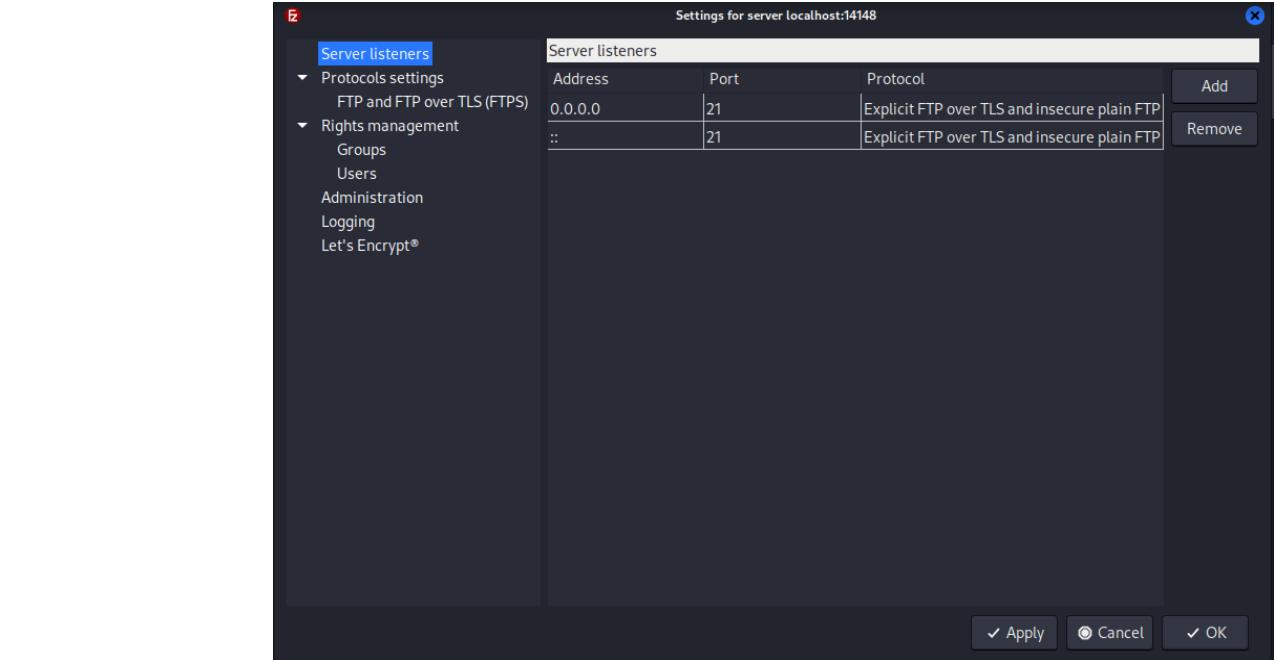 Settings for server localhost:14148
Server listeners
Protocols settings
FTP and FTP over TLS (FTPS)
Rights management
Groups
Users
Administration
Logging
Let's Encrypt®
Server listeners
Address Port Protocol
0.0.0.0 21 Explicit FTP over TLS and insecure plain FTP
:: 21 Explicit FTP over TLS and insecure plain FTP
Add
Remove
Apply Cancel OK